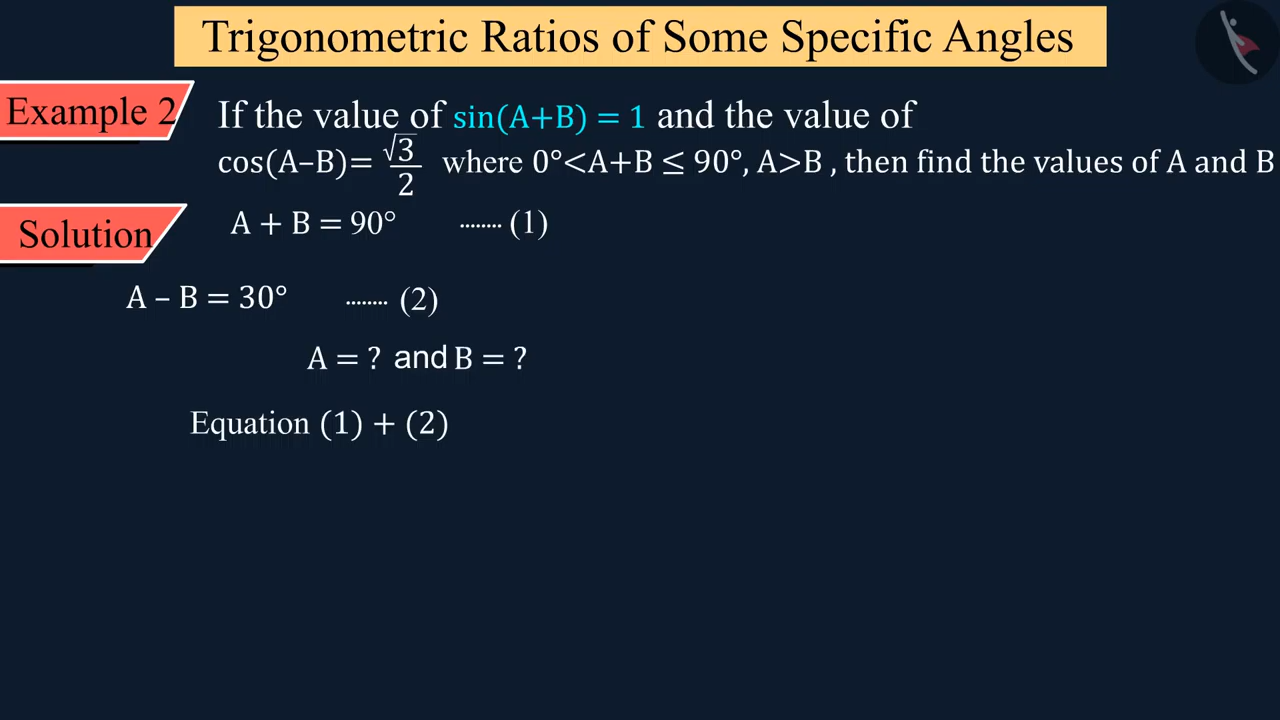 Trigonometric Ratios of Some Specific Angles
Example 2
If the value of sin(A+B) = 1 and the value of
cos(A–B)= √3/2 where 0°<A+B ≤ 90°, A>B , then find the values of A and B
Solution
A + B = 90° ........ (1)
A – B = 30° ........ (2)
A = ? and B = ?
Equation (1) + (2)